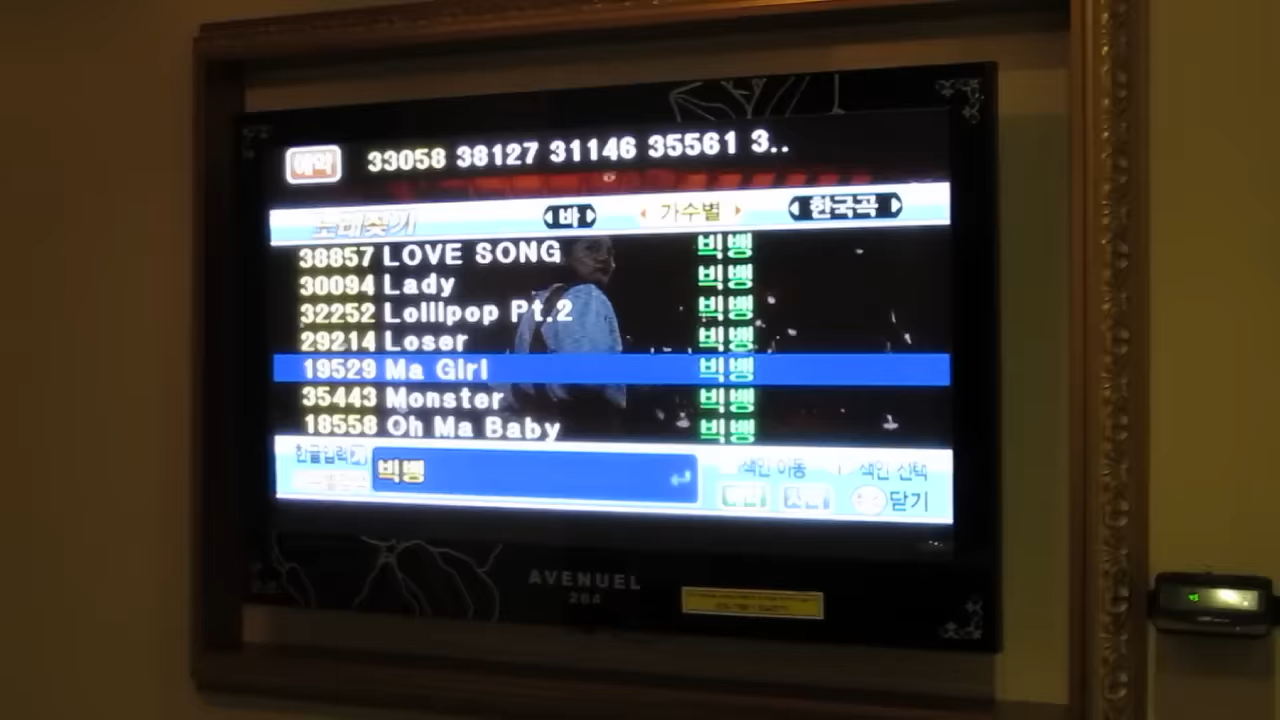 예약 33058 38127 31146 35561 3..
노래찾기 바 가수별 한국곡
38857 LOVE SONG 빅뱅
30094 Lady 빅뱅
32252 Lollipop Pt.2 빅뱅
29214 Loser 빅뱅
19529 Ma Girl 빅뱅
35443 Monster 빅뱅
18558 Oh Ma Baby 빅뱅
한글입력 빅뱅 색인 이동 색인 선택
닫기
AVENUEL
264